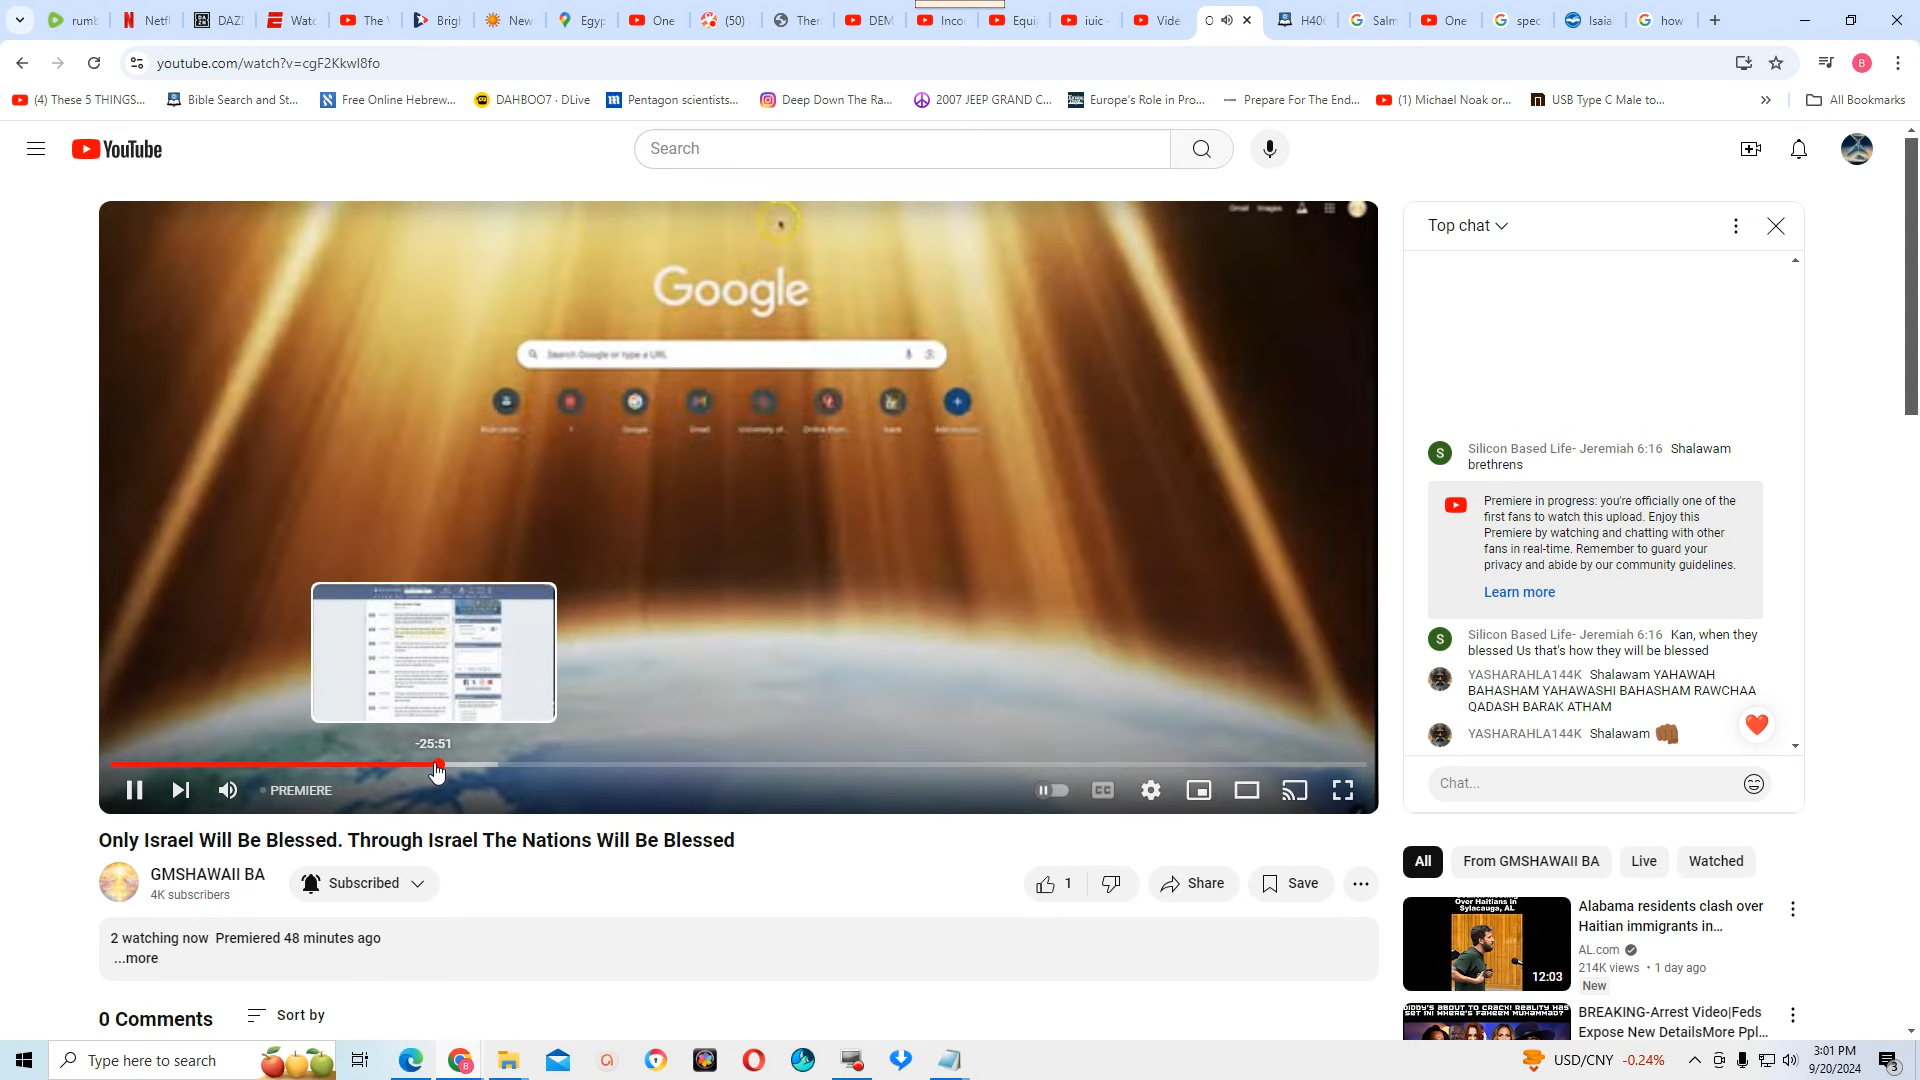 rumb
Netfl
DAZ
Watc
The
Brigh
New
Egyp
One
(50)
Ther
DEM
Inco
Equi
iuic
Vide
O
H40
Salm
One
spec
Isaia
how
youtube.com/watch?v=cgF2Kkwl8fo
B
(4) These 5 THINGS...
Bible Search and St...
Free Online Hebrew...
DAHBOO7 · DLive
Pentagon scientists...
Deep Down The Ra...
2007 JEEP GRAND C...
Europe's Role in Pro...
Prepare For The End...
(1) Michael Noak or...
USB Type C Male to...
All Bookmarks
YouTube
Search
Gmail Images
Google
Search Google or type a URL
Google
Gmail
University of...
-25:51
PREMIERE
CC
Top chat
S
Silicon Based Life- Jeremiah 6:16 Shalawam
brethrens
Premiere in progress: you're officially one of the
first fans to watch this upload. Enjoy this
Premiere by watching and chatting with other
fans in real-time. Remember to guard your
privacy and abide by our community guidelines.
Learn more
S
Silicon Based Life- Jeremiah 6:16 Kan, when they
blessed Us that's how they will be blessed
YASHARAHLA144K Shalawam YAHAWAH
BAHASHAM YAHAWASHI BAHASHAM RAWCHAA
QADASH BARAK ATHAM
YASHARAHLA144K Shalawam
Chat...
Only Israel Will Be Blessed. Through Israel The Nations Will Be Blessed
GMSHAWAII BA
4K subscribers
Subscribed
1
Share
Save
2 watching now Premiered 48 minutes ago
...more
0 Comments
Sort by
All
From GMSHAWAII BA
Live
Watched
Over Haitians in
Sylacauga, AL
12:03
Alabama residents clash over
Haitian immigrants in...
AL.com
214K views • 1 day ago
New
DIDDY'S ABOUT TO CRACK! REALITY HAS
SET IN! WHERE'S FAHEEM MUHAMMAD?
BREAKING-Arrest Video|Feds
Expose New DetailsMore Ppl...
Type here to search
USD/CNY -0.24%
3:01 PM
9/20/2024
3